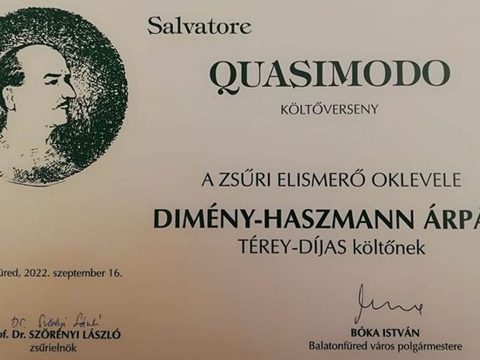 Salvatore
QUASIMODO
KÖLTŐVERSENY
A ZSŰRI ELISMERŐ OKLEVELE
DIMÉNY-HASZMANN ÁRPÁ
TÉREY-DÍJAS költőnek
üred, 2022. szeptember 16.
of. Dr. SZÖRÉNYI LÁSZLÓ
zsűrielnök
BÓKA ISTVÁN
Balatonfüred város polgármestere